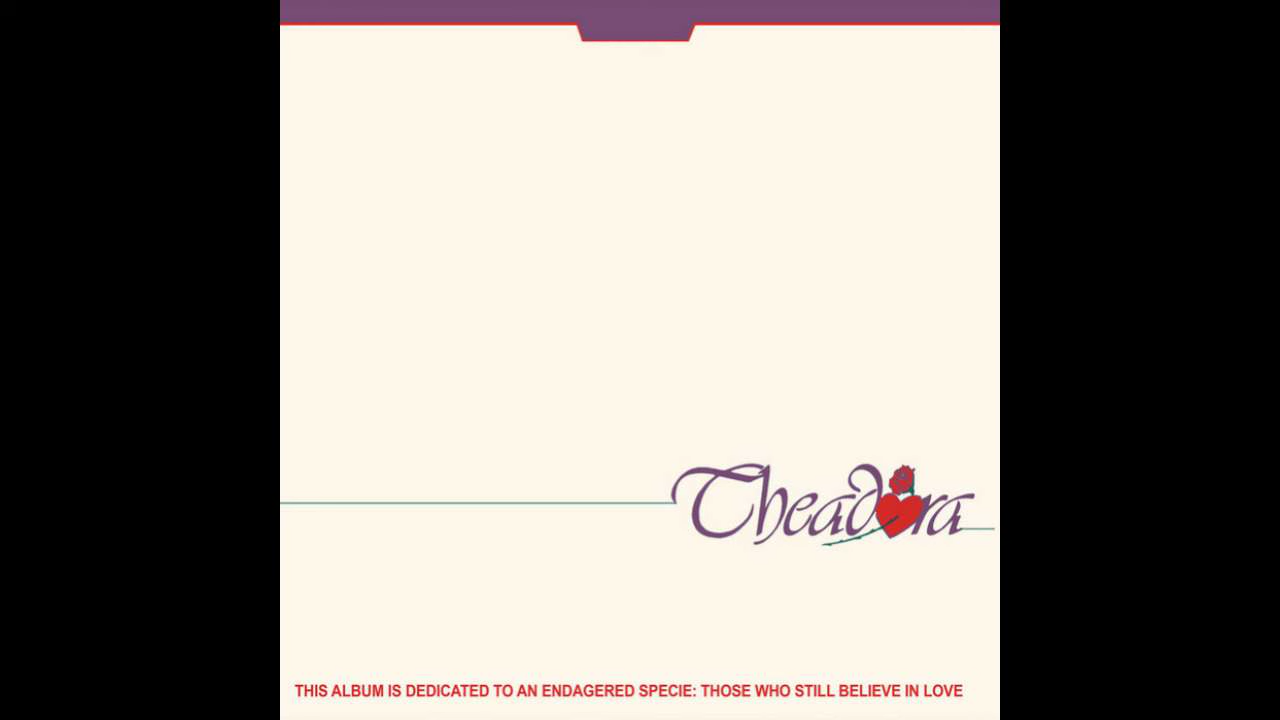 Theadora
THIS ALBUM IS DEDICATED TO AN ENDAGERED SPECIE: THOSE WHO STILL BELIEVE IN LOVE